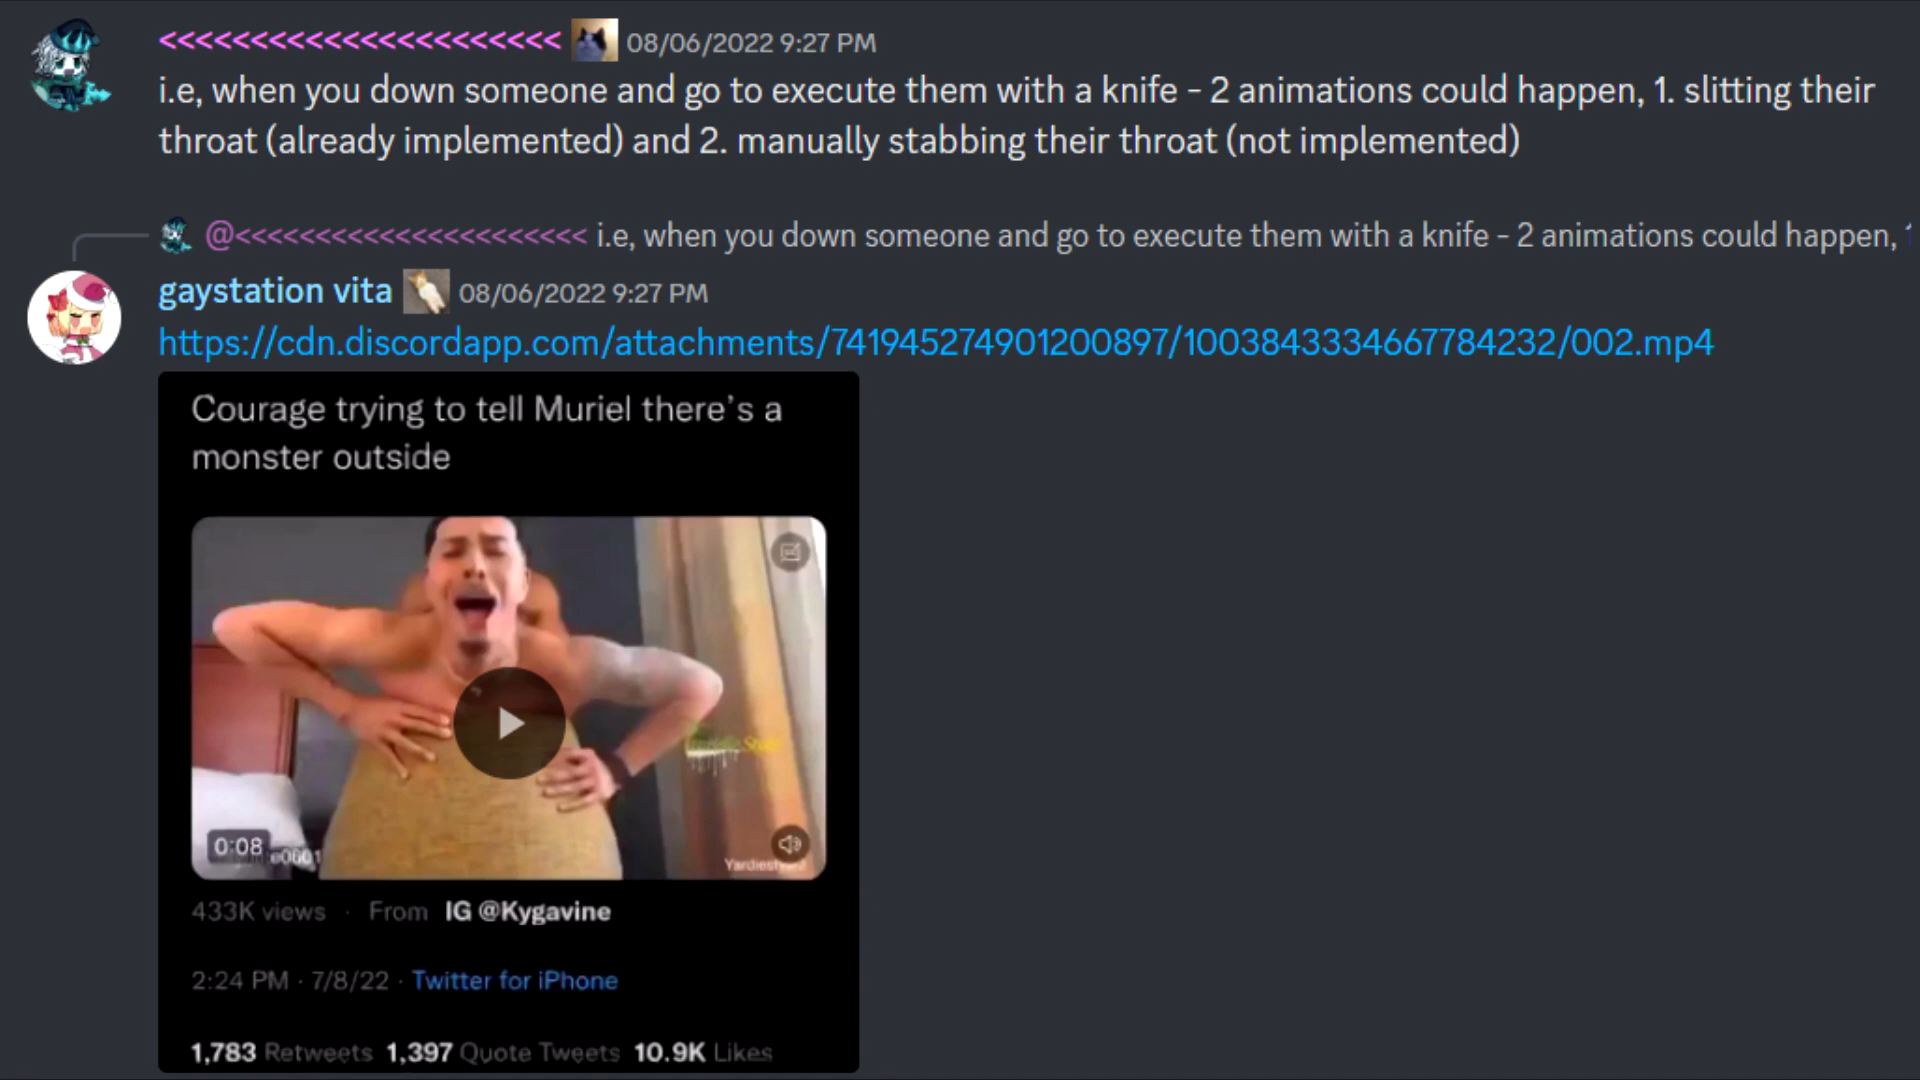 <<<<<<<<<<<<<<<<<<<<<< 08/06/2022 9:27 PM
i.e, when you down someone and go to execute them with a knife - 2 animations could happen, 1. slitting their
throat (already implemented) and 2. manually stabbing their throat (not implemented)
@<<<<<<<<<<<<<<<<<<<<<< i.e, when you down someone and go to execute them with a knife - 2 animations could happen,
gaystation vita 08/06/2022 9:27 PM
https://cdn.discordapp.com/attachments/741945274901200897/1003843334667784232/002.mp4
Courage trying to tell Muriel there's a
monster outside
0:08
433K views · From IG @Kygavine
2:24 PM · 7/8/22 · Twitter for iPhone
1,783 Retweets 1,397 Quote Tweets 10.9K Likes